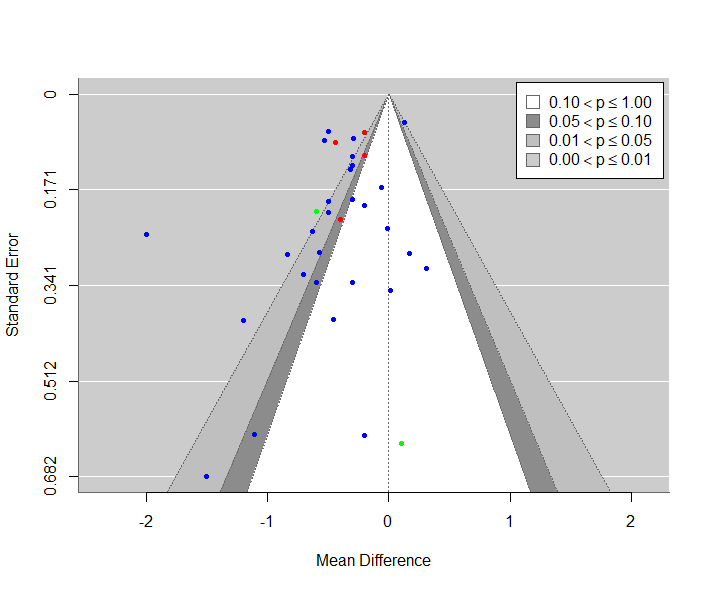 0.10 < p ≤ 1.00
0.05 < p ≤ 0.10
0.01 < p ≤ 0.05
0.00 < p ≤ 0.01
Standard Error
0
0.171
0.341
0.512
0.682
-2
-1
0
1
2
Mean Difference